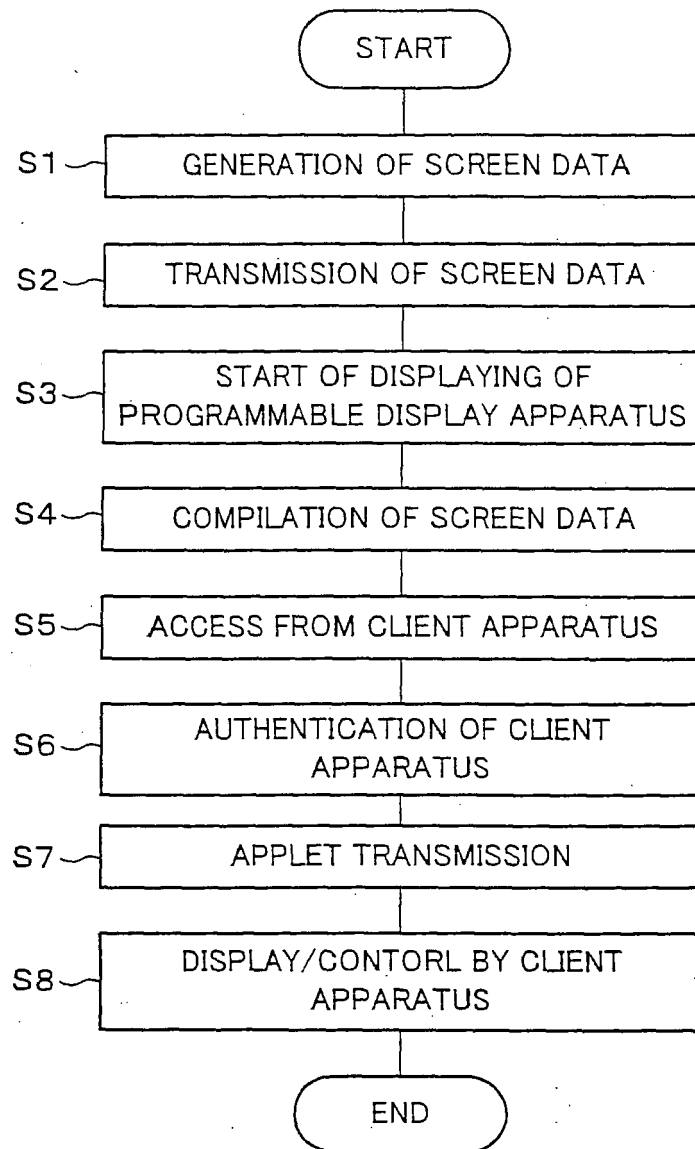 START
S1 GENERATION OF SCREEN DATA
S2 TRANSMISSION OF SCREEN DATA
S3 START OF DISPLAYING OF
PROGRAMMABLE DISPLAY APPARATUS
S4 COMPILATION OF SCREEN DATA
S5 ACCESS FROM CLIENT APPARATUS
S6 AUTHENTICATION OF CLIENT
APPARATUS
S7 APPLET TRANSMISSION
S8 DISPLAY/CONTORL BY CLIENT
APPARATUS
END